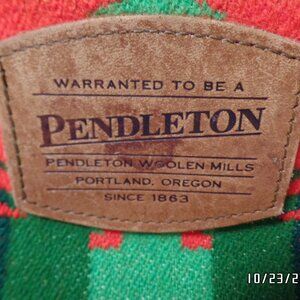 WARRANTED TO BE A
PENDLETON
PENDLETON WOOLEN MILLS
PORTLAND, OREGON
SINCE 1863
10/23/2